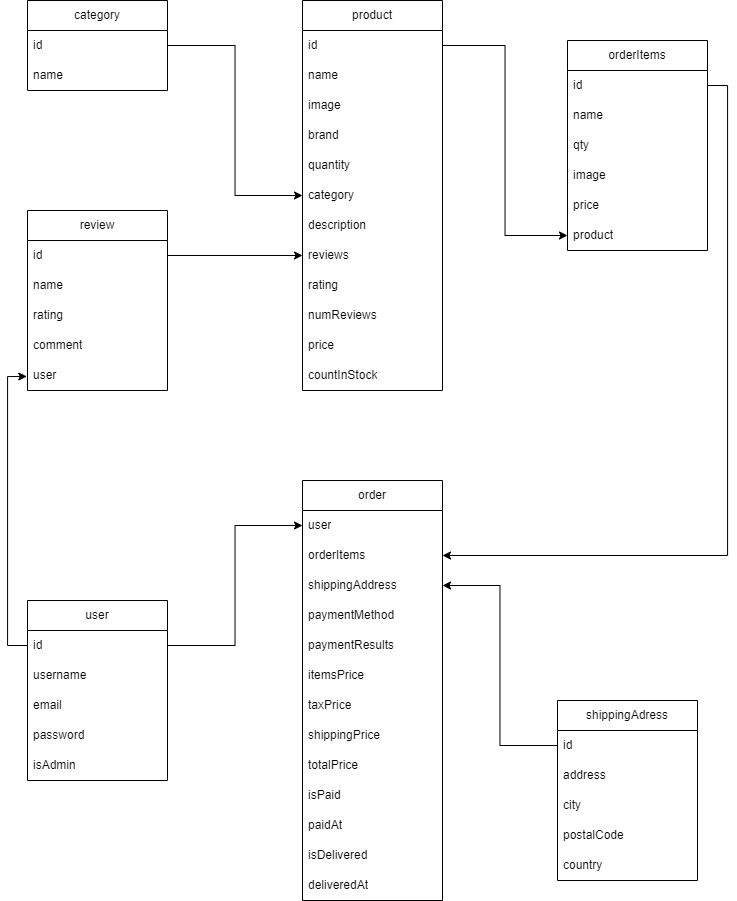 category
id
name
product
id
name
image
brand
quantity
category
description
reviews
rating
numReviews
price
countInStock
orderItems
id
name
qty
image
price
product
review
id
name
rating
comment
user
order
user
orderItems
shippingAddress
paymentMethod
paymentResults
itemsPrice
taxPrice
shippingPrice
totalPrice
isPaid
paidAt
isDelivered
deliveredAt
user
id
username
email
password
isAdmin
shippingAdress
id
address
city
postalCode
country